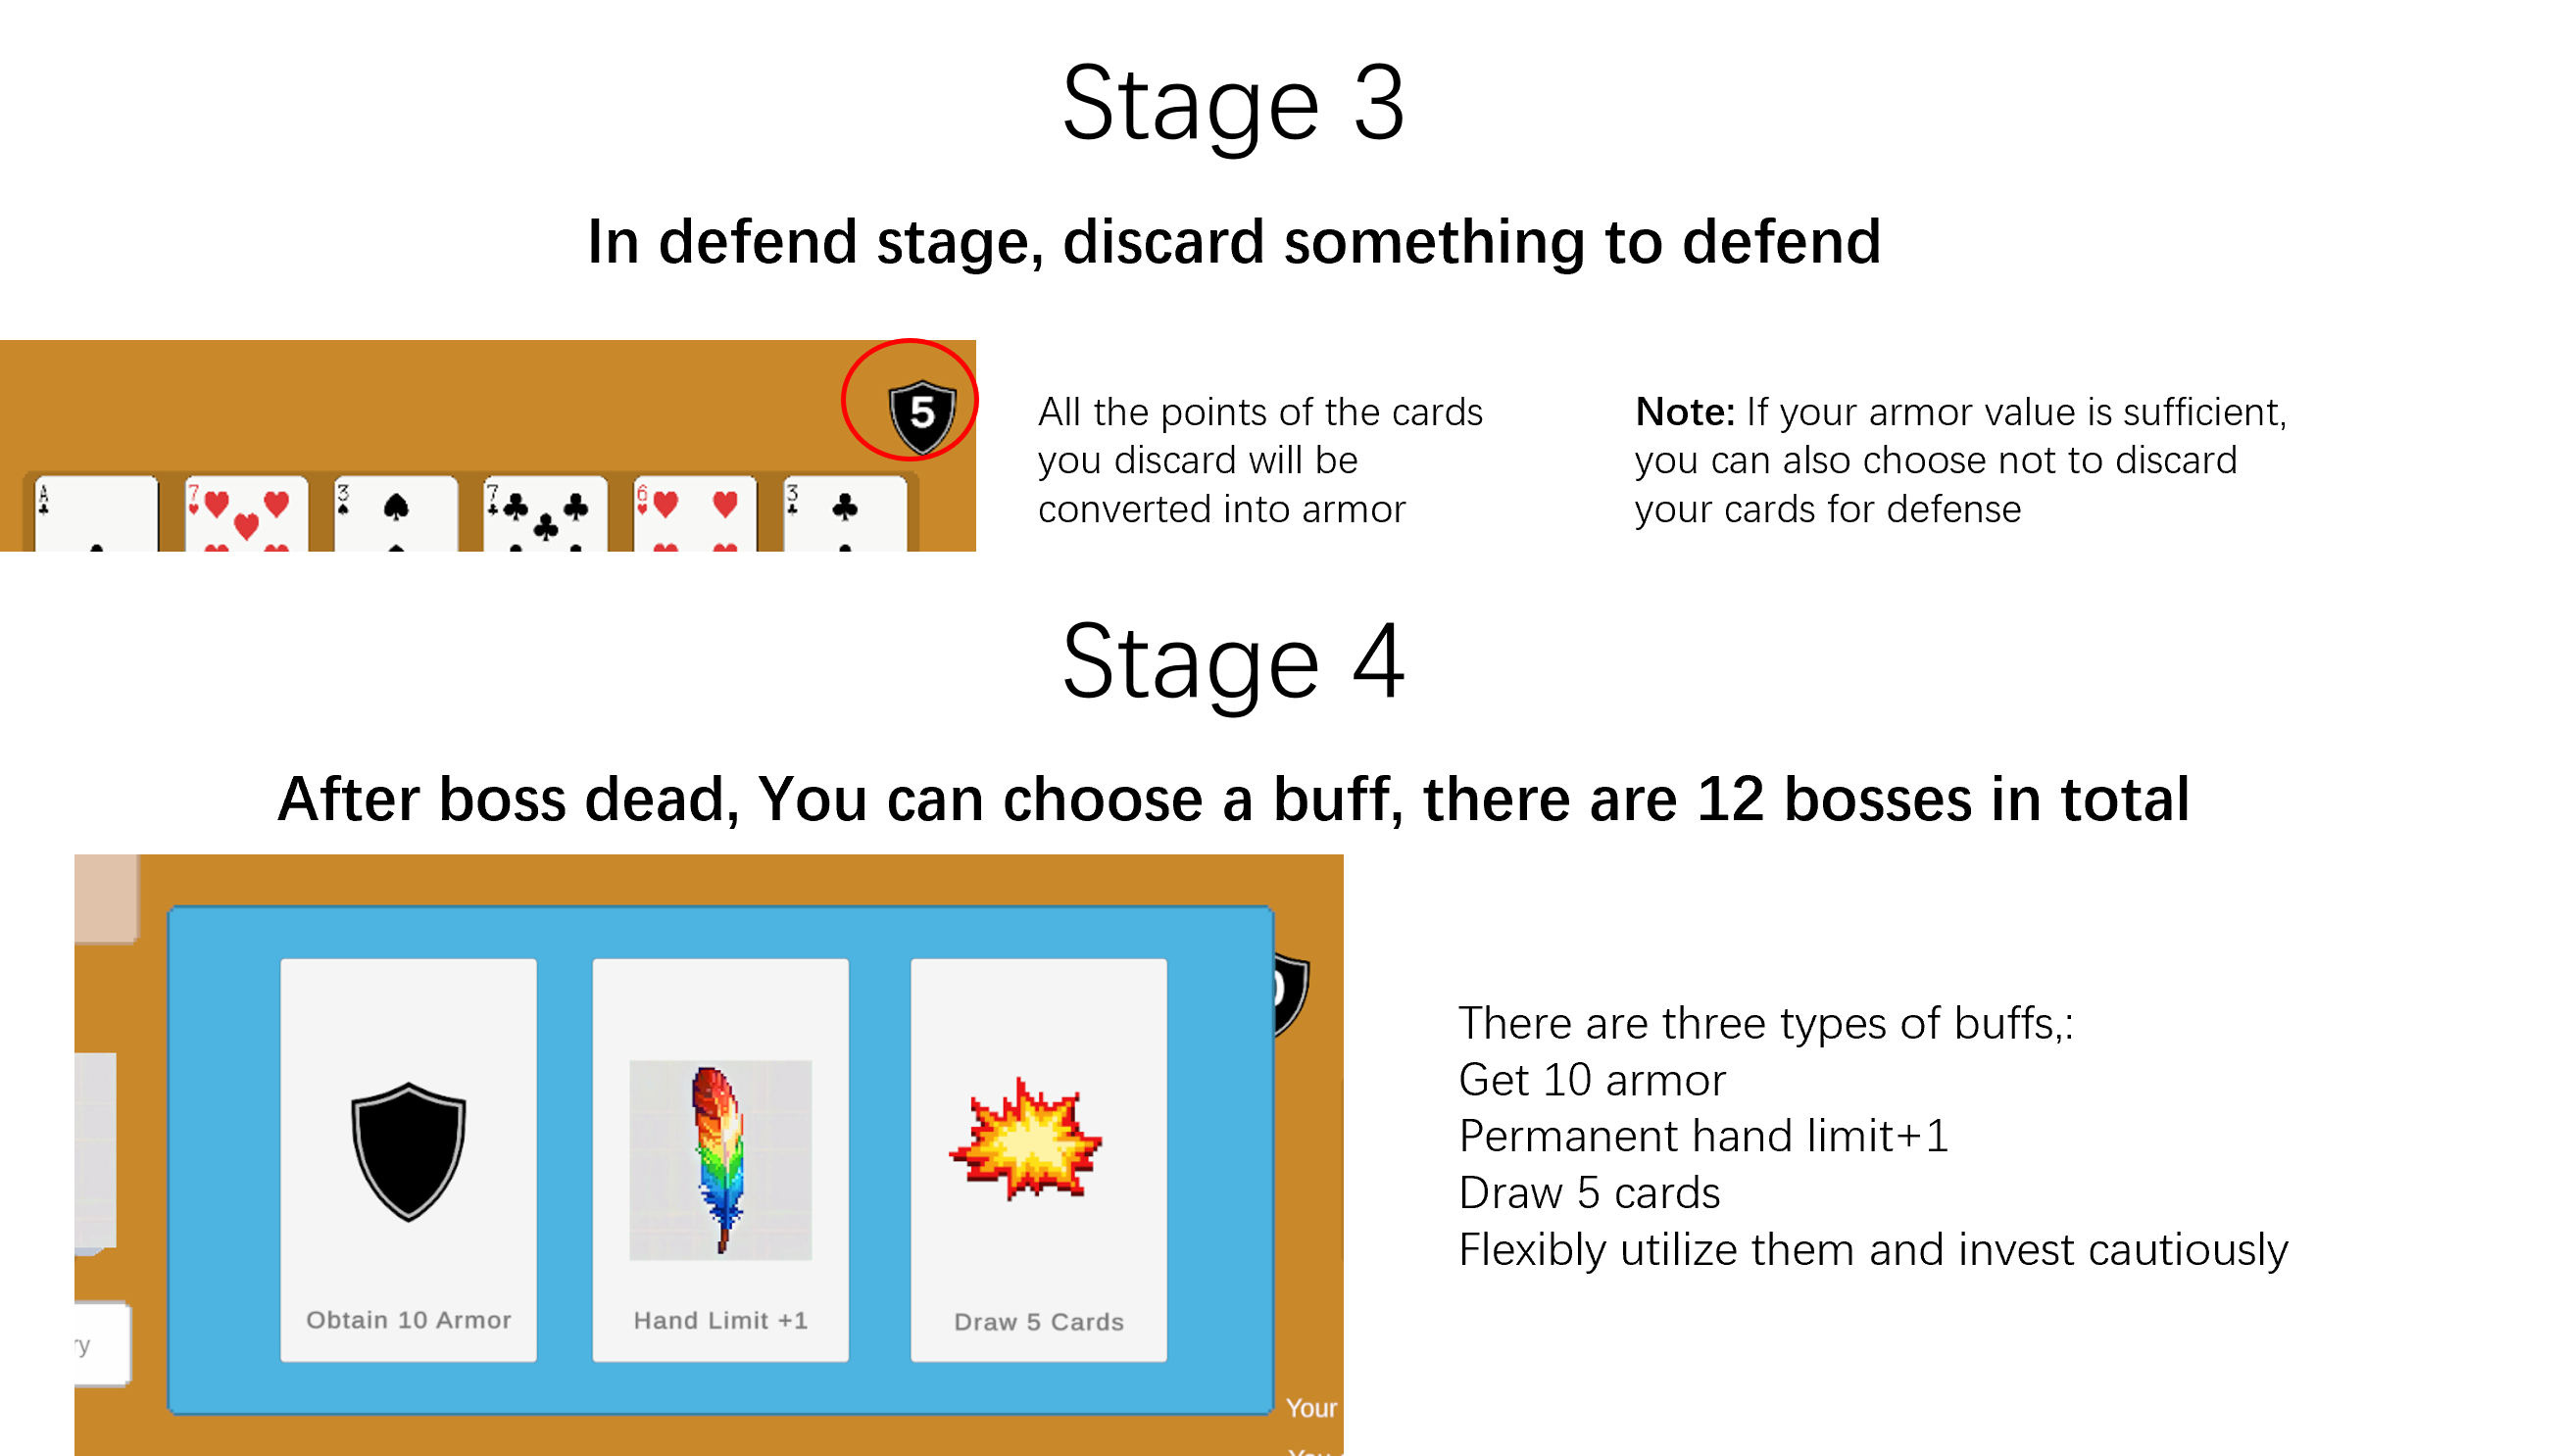 Stage 3
In defend stage, discard something to defend
5
A
7
3
7
6
3
All the points of the cards
you discard will be
converted into armor
Note: If your armor value is sufficient,
you can also choose not to discard
your cards for defense
Stage 4
After boss dead, You can choose a buff, there are 12 bosses in total
Obtain 10 Armor
Hand Limit +1
Draw 5 Cards
ry
Your
There are three types of buffs,:
Get 10 armor
Permanent hand limit+1
Draw 5 cards
Flexibly utilize them and invest cautiously